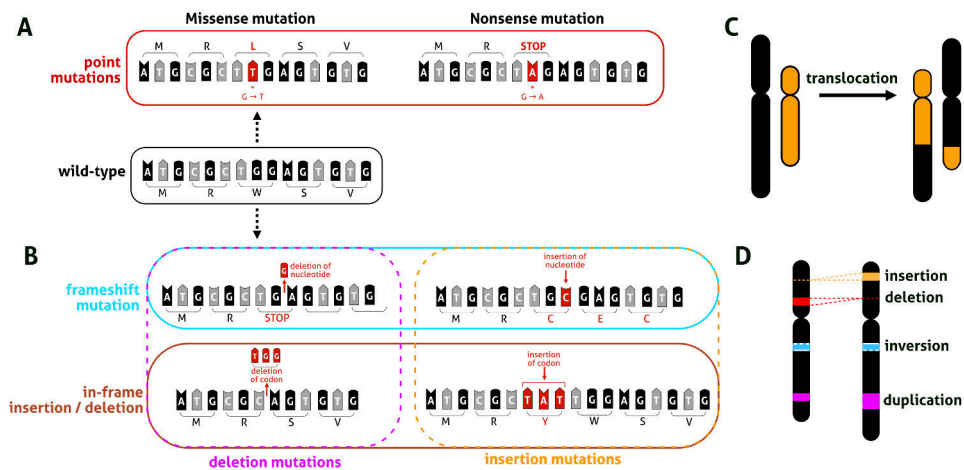 A
Missense mutation
Nonsense mutation
M R L S V
M R STOP
point
mutations
A T G C G C T T G A G T G T G
A T G C G C T A G A G T G T G
*
G → T
*
G → A
wild-type
A T G C G C T G G A G T G T G
M R W S V
B
frameshift
mutation
G
deletion of
nucleotide
A T G C G C T G A G T G T G
M R STOP
insertion of
nucleotide
A T G C G C T G C G A G T G T G
M R C E C
in-frame
insertion / deletion
T G G
deletion
of codon
A T G C G C A G T G T G
M R S V
insertion
of codon
A T G C G C T A T T G G A G T G T G
M R Y W S V
deletion mutations
insertion mutations
C
translocation
D
insertion
deletion
inversion
duplication